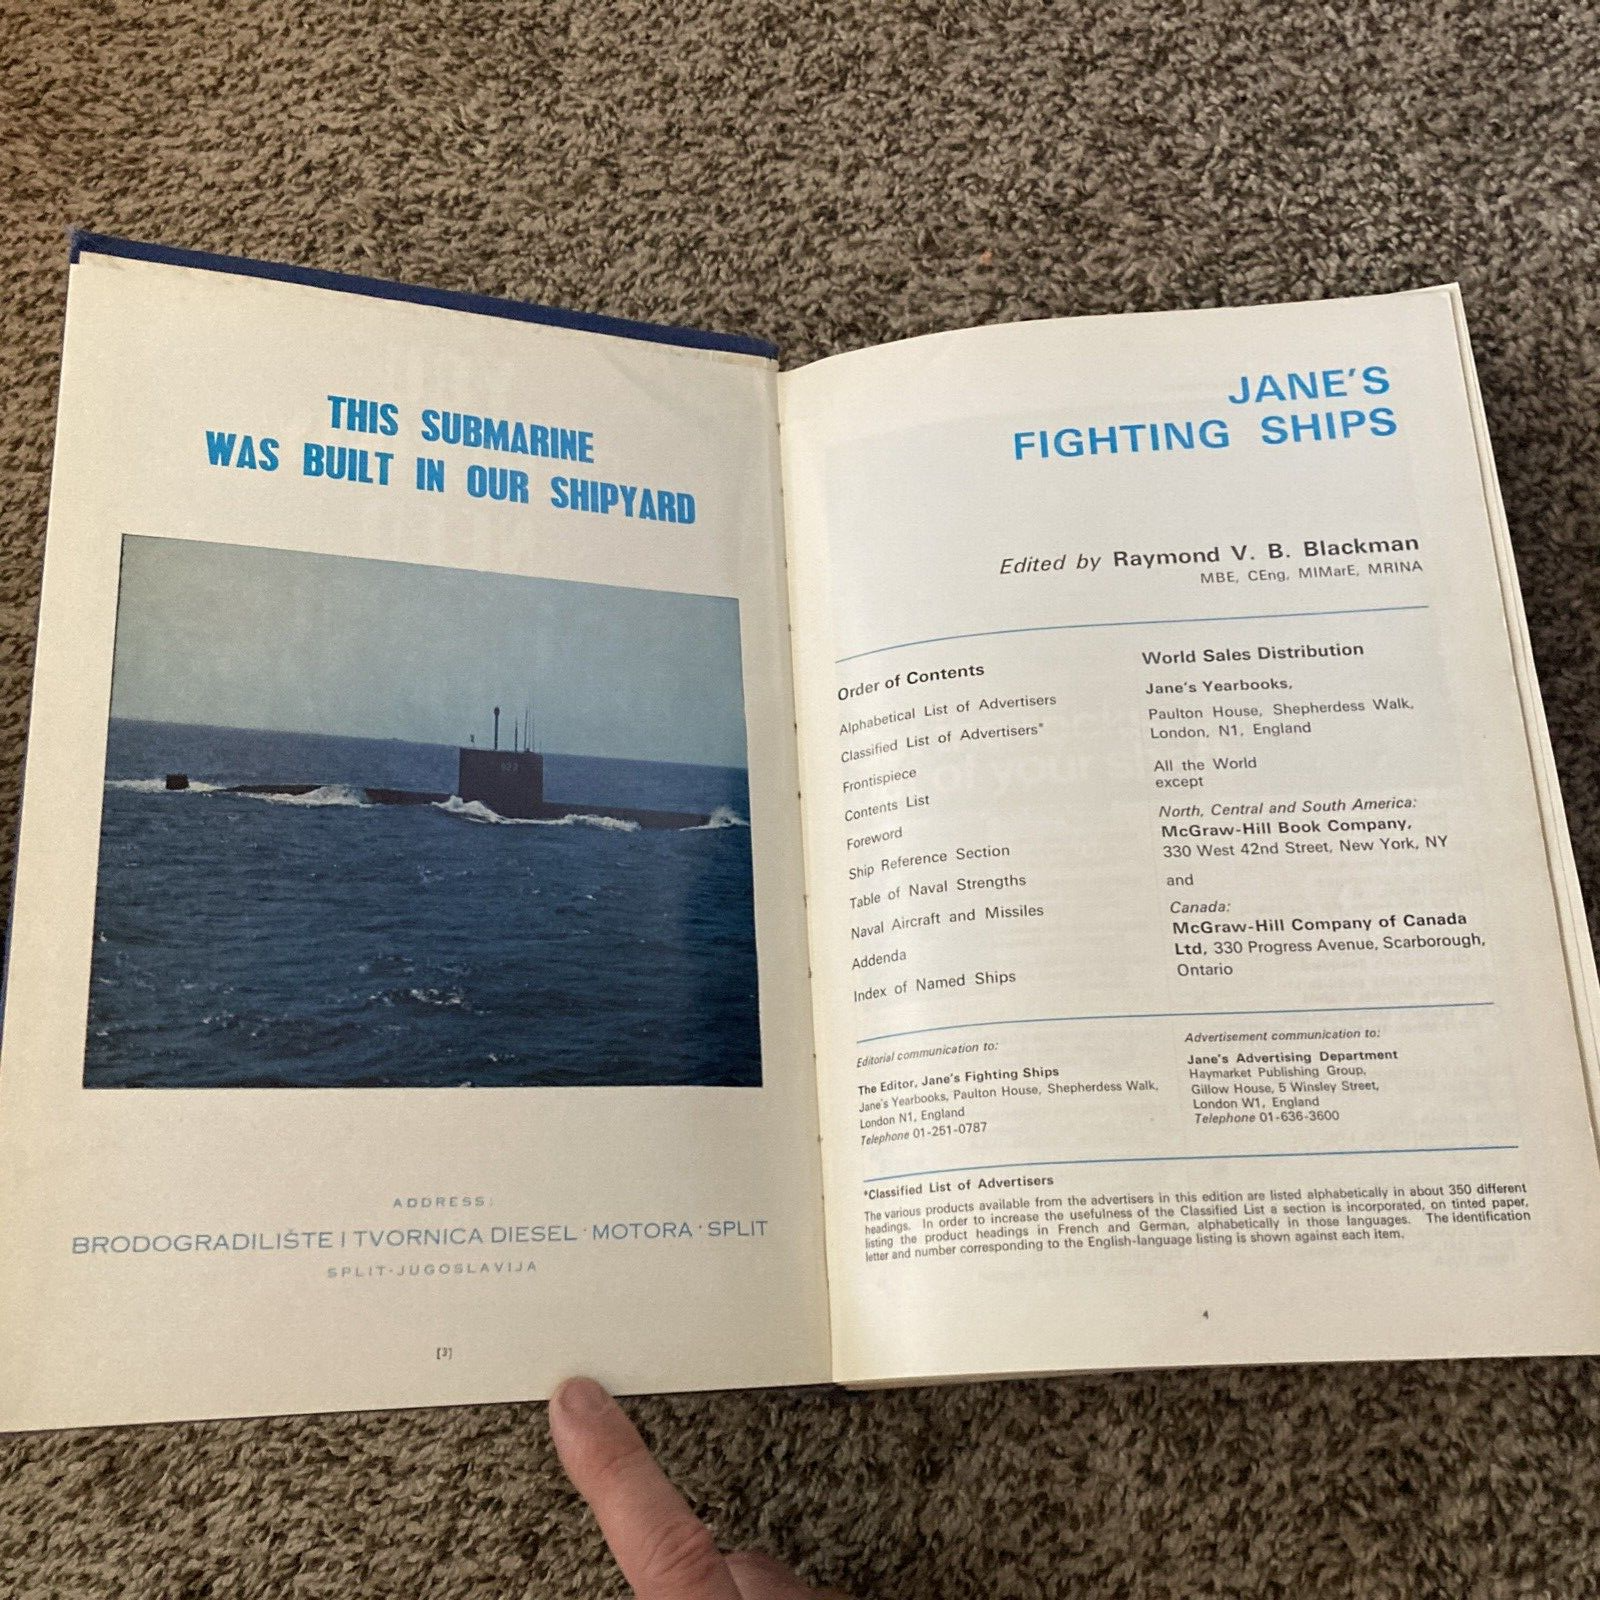 THIS SUBMARINE
WAS BUILT IN OUR SHIPYARD
ADDRESS:
BRODOGRADILIŠTE I TVORNICA DIESEL · MOTORA · SPLIT
SPLIT-JUGOSLAVIJA
[3]
JANE'S
FIGHTING SHIPS
Edited by Raymond V. B. Blackman
MBE, CEng, MIMarE, MRINA
Order of Contents
Alphabetical List of Advertisers
Classified List of Advertisers*
Frontispiece
Contents List
Foreword
Ship Reference Section
Table of Naval Strengths
Naval Aircraft and Missiles
Addenda
Index of Named Ships
World Sales Distribution
Jane's Yearbooks,
Paulton House, Shepherdess Walk,
London, N1, England
All the World
except
North, Central and South America:
McGraw-Hill Book Company,
330 West 42nd Street, New York, NY
and
Canada:
McGraw-Hill Company of Canada
Ltd, 330 Progress Avenue, Scarborough,
Ontario
Editorial communication to:
The Editor, Jane's Fighting Ships
Jane's Yearbooks, Paulton House, Shepherdess Walk,
London N1, England
Telephone 01-251-0787
Advertisement communication to:
Jane's Advertising Department
Haymarket Publishing Group,
Gillow House, 5 Winsley Street,
London W1, England
Telephone 01-636-3600
*Classified List of Advertisers
The various products available from the advertisers in this edition are listed alphabetically in about 350 different
headings. In order to increase the usefulness of the Classified List a section is incorporated, on tinted paper,
listing the product headings in French and German, alphabetically in those languages. The identification
letter and number corresponding to the English-language listing is shown against each item.
4